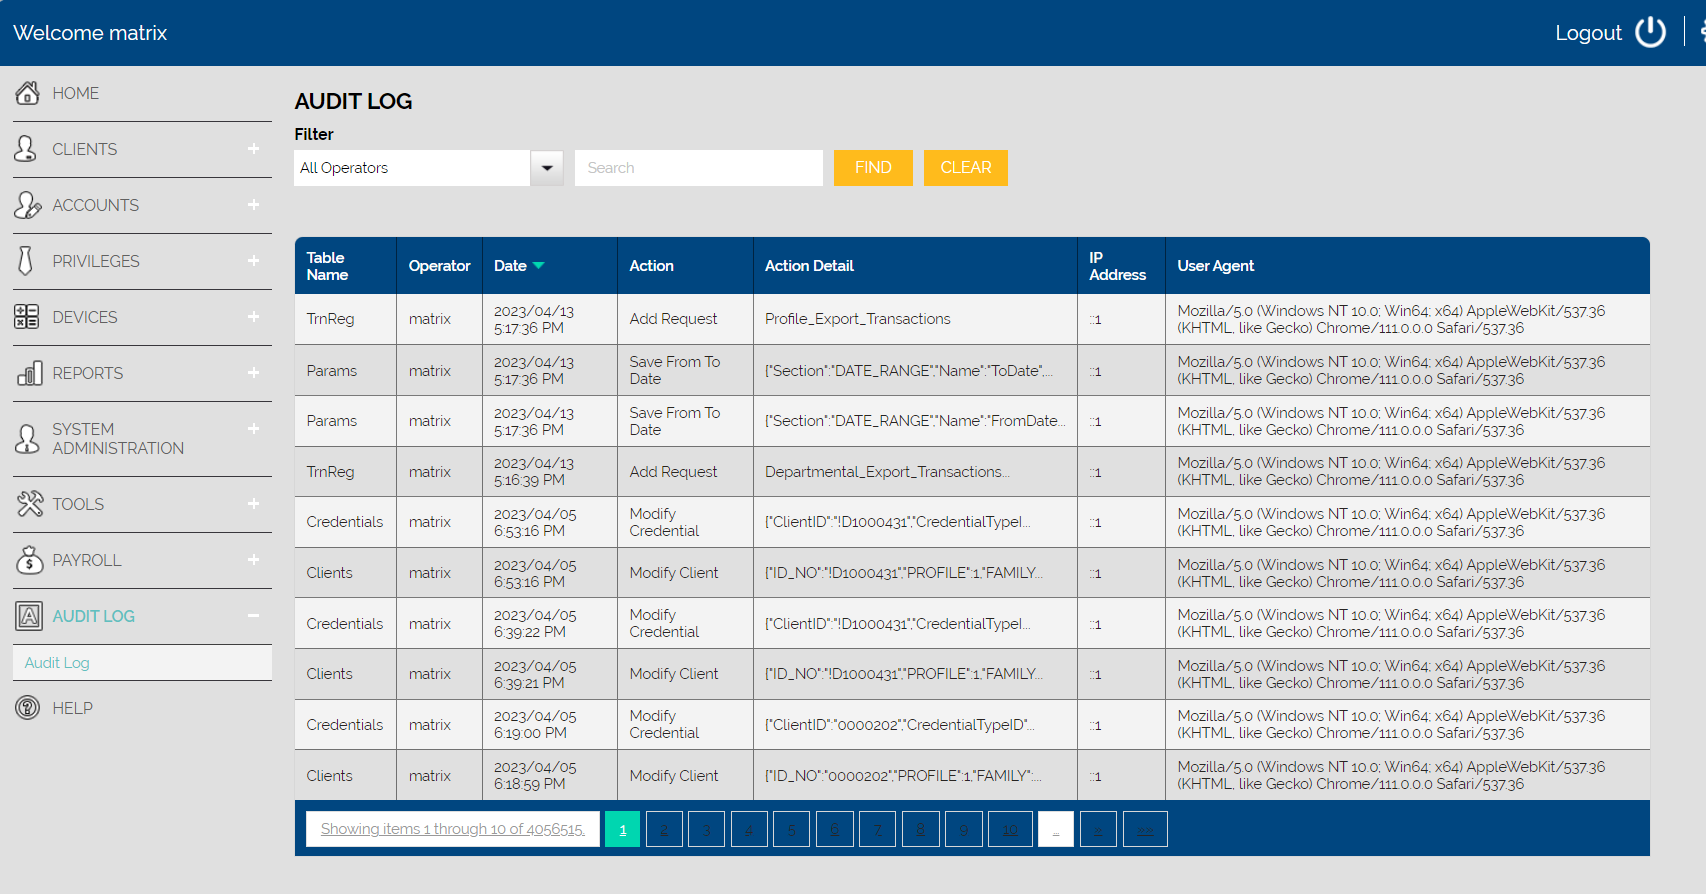 Welcome matrix
Logout
HOME
CLIENTS
ACCOUNTS
PRIVILEGES
DEVICES
REPORTS
SYSTEM
ADMINISTRATION
TOOLS
PAYROLL
AUDIT LOG
Audit Log
HELP
AUDIT LOG
Filter
All Operators
Search
FIND
CLEAR
Table Name Operator Date Action Action Detail IP Address User Agent
TrnReg matrix 2023/04/13 5:17:36 PM Add Request Profile_Export_Transactions ::1 Mozilla/5.0 (Windows NT 10.0; Win64; x64) AppleWebKit/537.36 (KHTML, like Gecko) Chrome/111.0.0.0 Safari/537.36
Params matrix 2023/04/13 5:17:36 PM Save From To Date {"Section":"DATE_RANGE","Name":"ToDate",... ::1 Mozilla/5.0 (Windows NT 10.0; Win64; x64) AppleWebKit/537.36 (KHTML, like Gecko) Chrome/111.0.0.0 Safari/537.36
Params matrix 2023/04/13 5:17:36 PM Save From To Date {"Section":"DATE_RANGE","Name":"FromDate... ::1 Mozilla/5.0 (Windows NT 10.0; Win64; x64) AppleWebKit/537.36 (KHTML, like Gecko) Chrome/111.0.0.0 Safari/537.36
TrnReg matrix 2023/04/13 5:16:39 PM Add Request Departmental_Export_Transactions... ::1 Mozilla/5.0 (Windows NT 10.0; Win64; x64) AppleWebKit/537.36 (KHTML, like Gecko) Chrome/111.0.0.0 Safari/537.36
Credentials matrix 2023/04/05 6:53:16 PM Modify Credential {"ClientID":"!D1000431","CredentialTypeI... ::1 Mozilla/5.0 (Windows NT 10.0; Win64; x64) AppleWebKit/537.36 (KHTML, like Gecko) Chrome/111.0.0.0 Safari/537.36
Clients matrix 2023/04/05 6:53:16 PM Modify Client {"ID_NO":"!D1000431","PROFILE":1,"FAMILY... ::1 Mozilla/5.0 (Windows NT 10.0; Win64; x64) AppleWebKit/537.36 (KHTML, like Gecko) Chrome/111.0.0.0 Safari/537.36
Credentials matrix 2023/04/05 6:39:22 PM Modify Credential {"ClientID":"!D1000431","CredentialTypeI... ::1 Mozilla/5.0 (Windows NT 10.0; Win64; x64) AppleWebKit/537.36 (KHTML, like Gecko) Chrome/111.0.0.0 Safari/537.36
Clients matrix 2023/04/05 6:39:21 PM Modify Client {"ID_NO":"!D1000431","PROFILE":1,"FAMILY... ::1 Mozilla/5.0 (Windows NT 10.0; Win64; x64) AppleWebKit/537.36 (KHTML, like Gecko) Chrome/111.0.0.0 Safari/537.36
Credentials matrix 2023/04/05 6:19:00 PM Modify Credential {"ClientID":"0000202","CredentialTypeID"... ::1 Mozilla/5.0 (Windows NT 10.0; Win64; x64) AppleWebKit/537.36 (KHTML, like Gecko) Chrome/111.0.0.0 Safari/537.36
Clients matrix 2023/04/05 6:18:59 PM Modify Client {"ID_NO":"0000202","PROFILE":1,"FAMILY":... ::1 Mozilla/5.0 (Windows NT 10.0; Win64; x64) AppleWebKit/537.36 (KHTML, like Gecko) Chrome/111.0.0.0 Safari/537.36
Showing items 1 through 10 of 4056515. 1 2 3 4 5 6 7 8 9 10 ... » »»